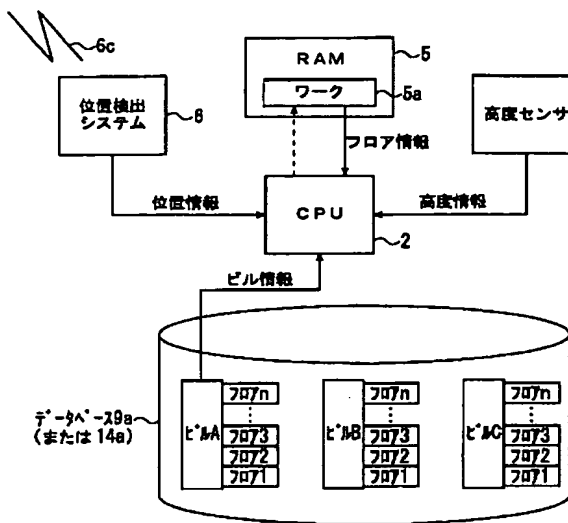 6c
RAM
5
ワーク
5a
位置検出
システム
6
高度センサ
フロア情報
位置情報
CPU
高度情報
2
ビル情報
データベース9a
(または14a)
ビルA
フロアn
フロア3
フロア2
フロア1
ビルB
フロアn
フロア3
フロア2
フロア1
ビルC
フロアn
フロア3
フロア2
フロア1